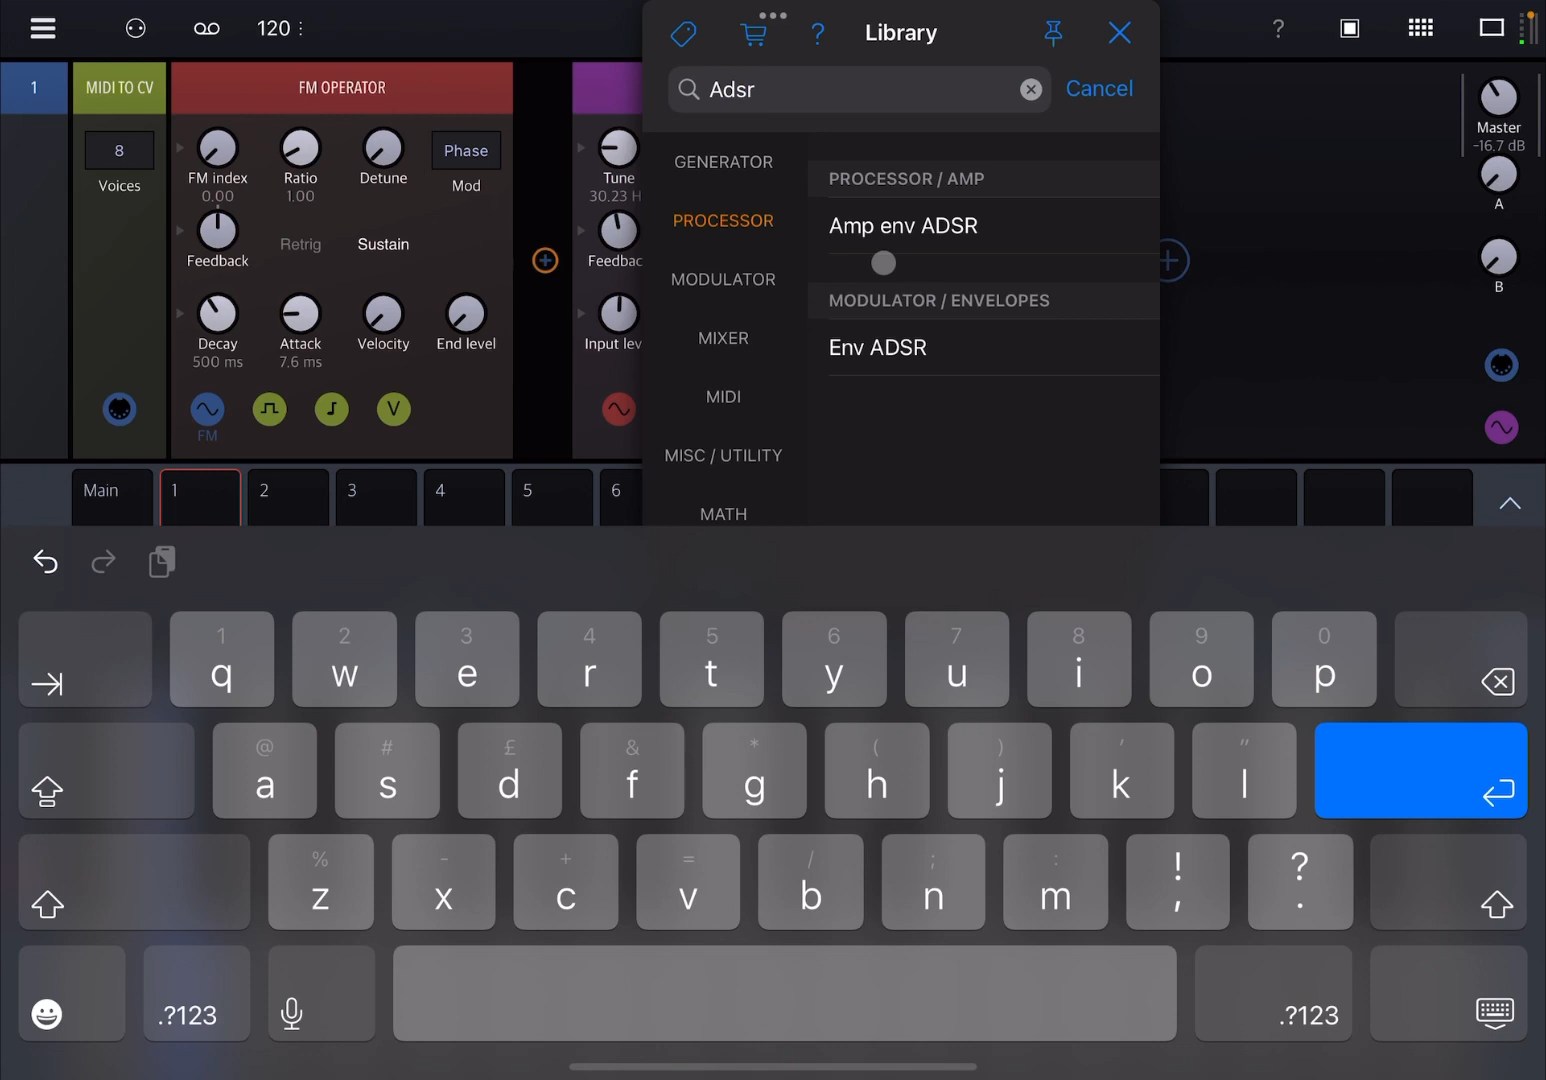 120
?
Library
?
Adsr
Cancel
1
MIDI TO CV
8
Voices
FM OPERATOR
FM index
0.00
Ratio
1.00
Detune
Phase
Mod
Feedback
Retrig
Sustain
Decay
500 ms
Attack
7.6 ms
Velocity
End level
V
FM
Tune
30.23 H
Feedbac
Input lev
GENERATOR
PROCESSOR
MODULATOR
MIXER
MIDI
MISC / UTILITY
MATH
PROCESSOR / AMP
Amp env ADSR
MODULATOR / ENVELOPES
Env ADSR
Master
-16.7 dB
A
B
Main
1
2
3
4
5
6
1 2 3 4 5 6 7 8 9 0
q w e r t y u i o p
@ # £ & * ( ) ' "
a s d f g h j k l
% - + = / ; : ! ?
z x c v b n m , .
.?123
.?123